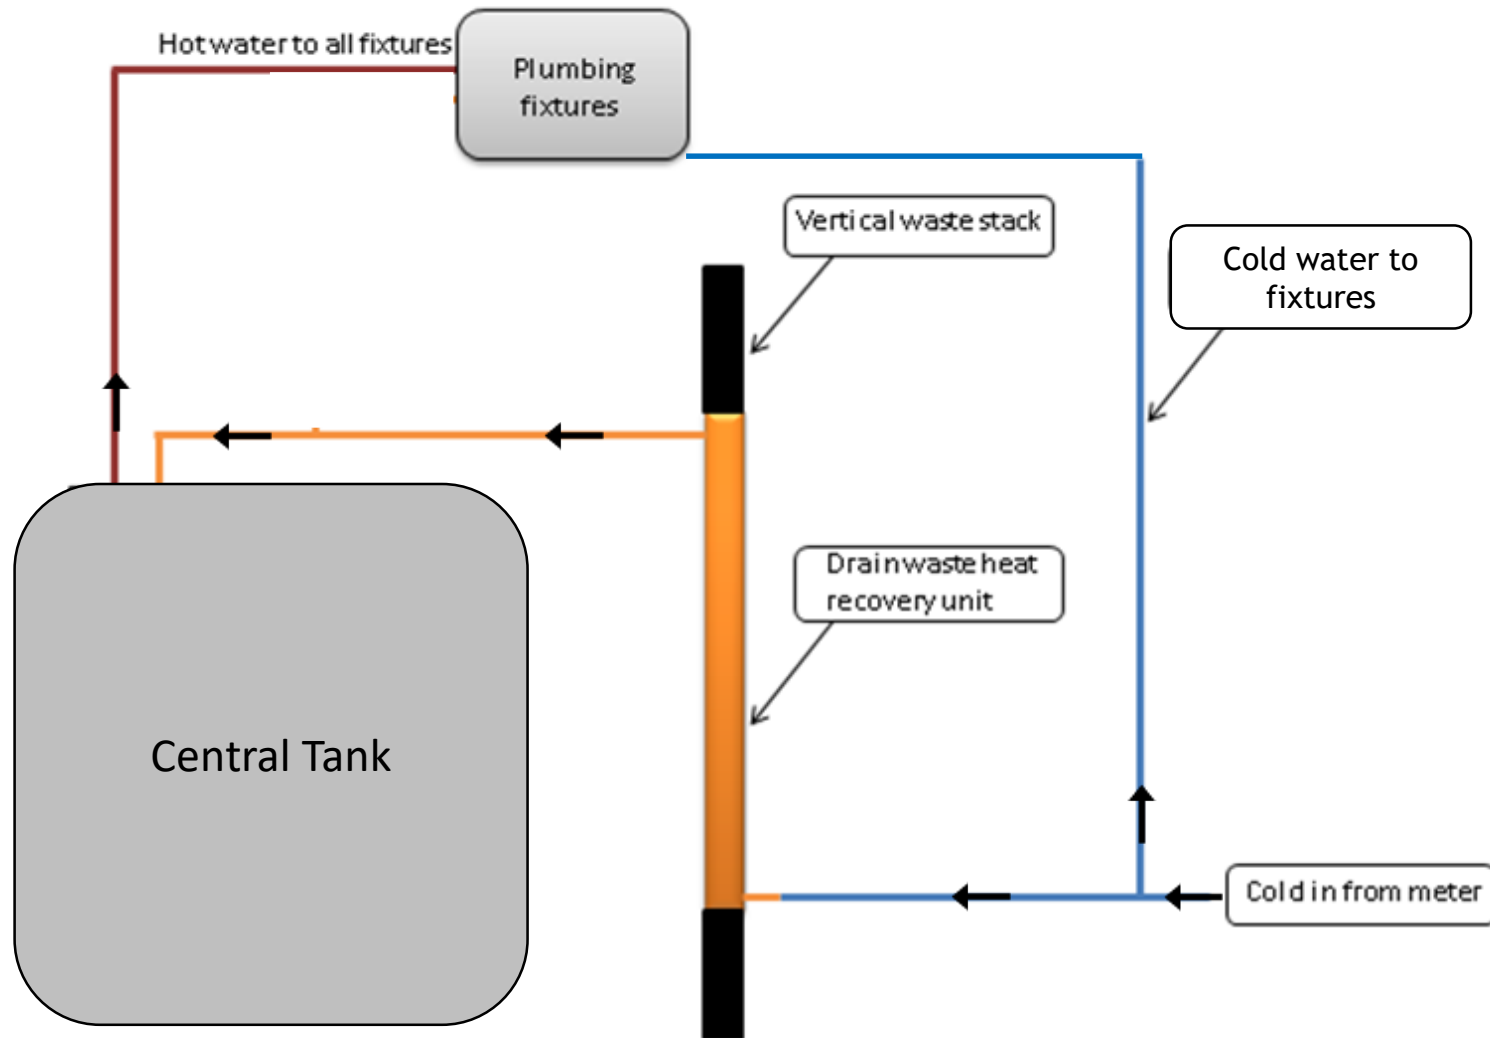 Hot water to all fixtures
Plumbing
fixtures
Vertical waste stack
Cold water to
fixtures
Drain waste heat
recovery unit
Central Tank
Cold in from meter